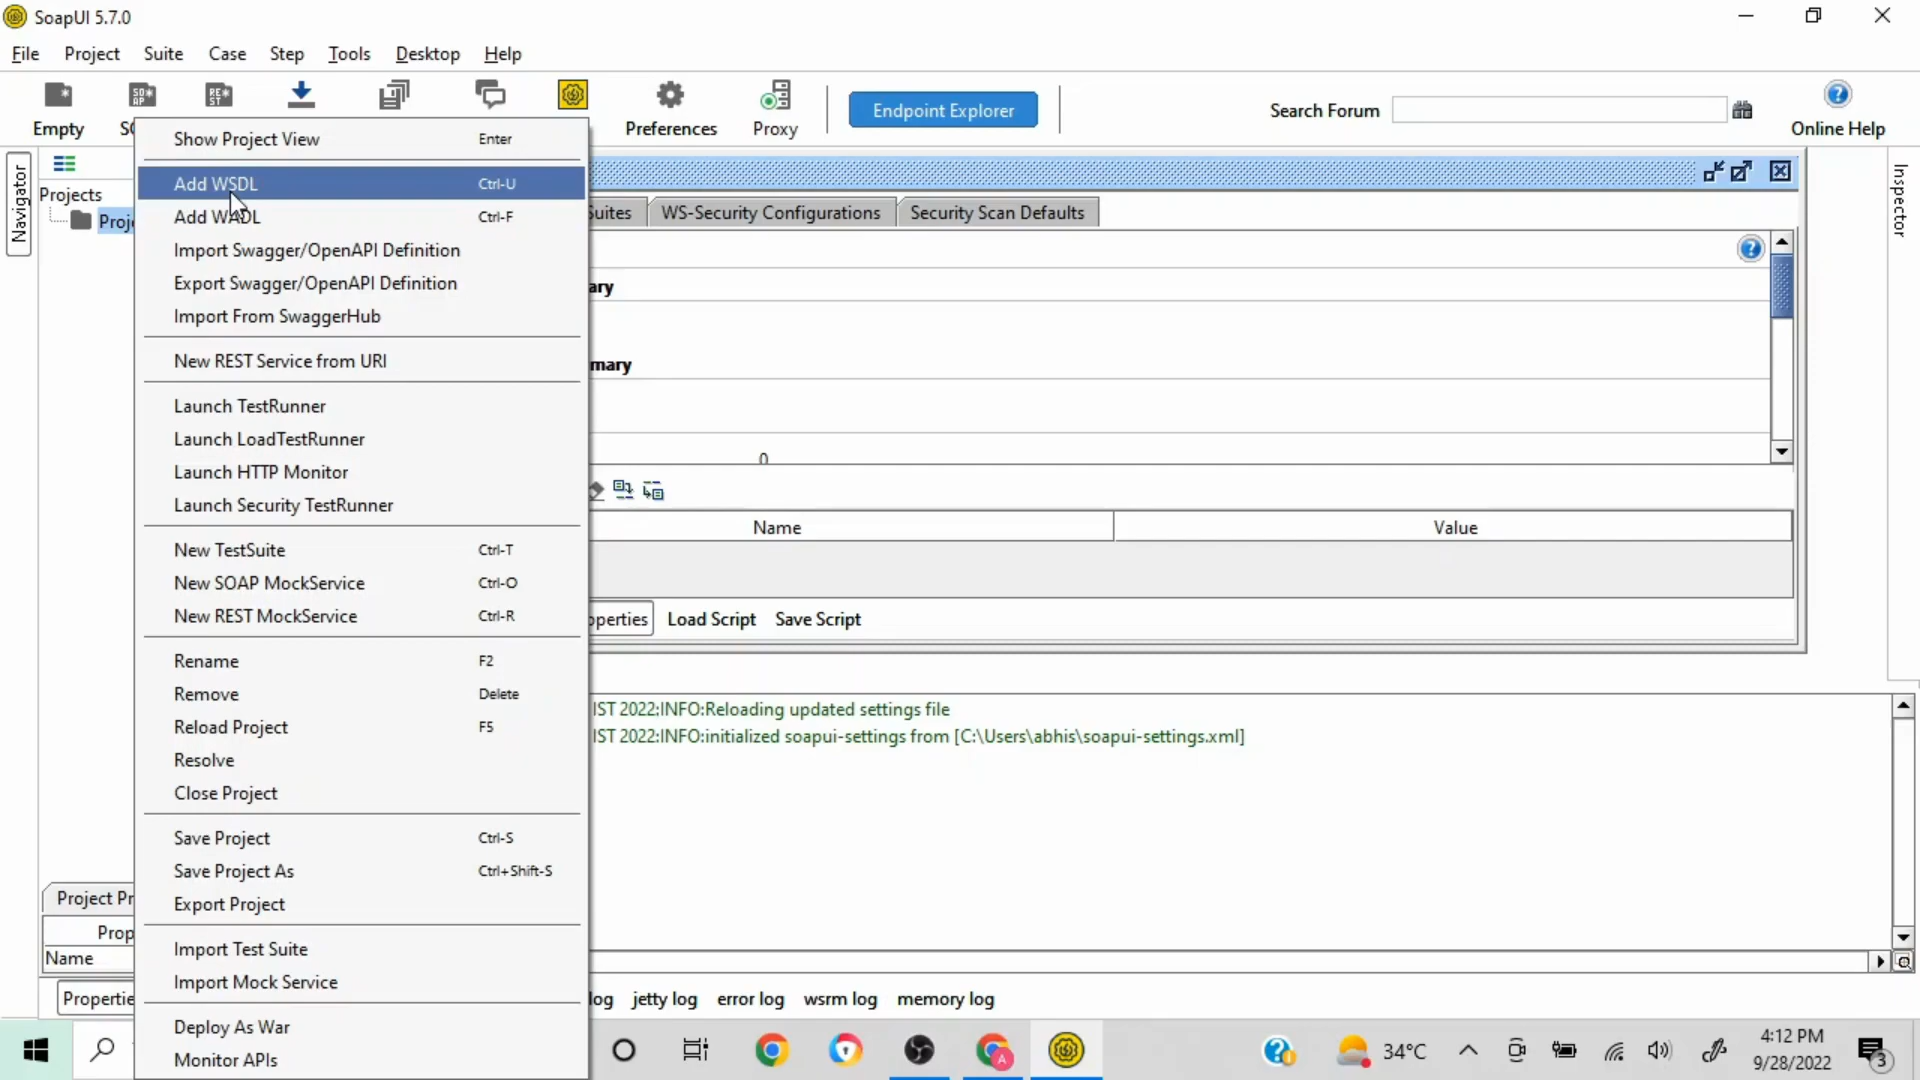 SoapUI 5.7.0
File Project Suite Case Step Tools Desktop Help
Empty
Preferences
Proxy
Endpoint Explorer
Search Forum
Online Help
Navigator
Projects
Proje
Show Project View Enter
Add WSDL Ctrl-U
Add WADL Ctrl-F
Import Swagger/OpenAPI Definition
Export Swagger/OpenAPI Definition
Import From SwaggerHub
New REST Service from URI
Launch TestRunner
Launch LoadTestRunner
Launch HTTP Monitor
Launch Security TestRunner
New TestSuite Ctrl-T
New SOAP MockService Ctrl-O
New REST MockService Ctrl-R
Rename F2
Remove Delete
Reload Project F5
Resolve
Close Project
Save Project Ctrl-S
Save Project As Ctrl+Shift-S
Export Project
Import Test Suite
Import Mock Service
Deploy As War
Monitor APIs
Suites WS-Security Configurations Security Scan Defaults
ary
mary
0
Name Value
operties Load Script Save Script
Inspector
IST 2022:INFO:Reloading updated settings file
IST 2022:INFO:initialized soapui-settings from [C:\Users\abhis\soapui-settings.xml]
Project Pr
Prop
Name
Propertie
log jetty log error log wsrm log memory log
34°C
4:12 PM
9/28/2022
3